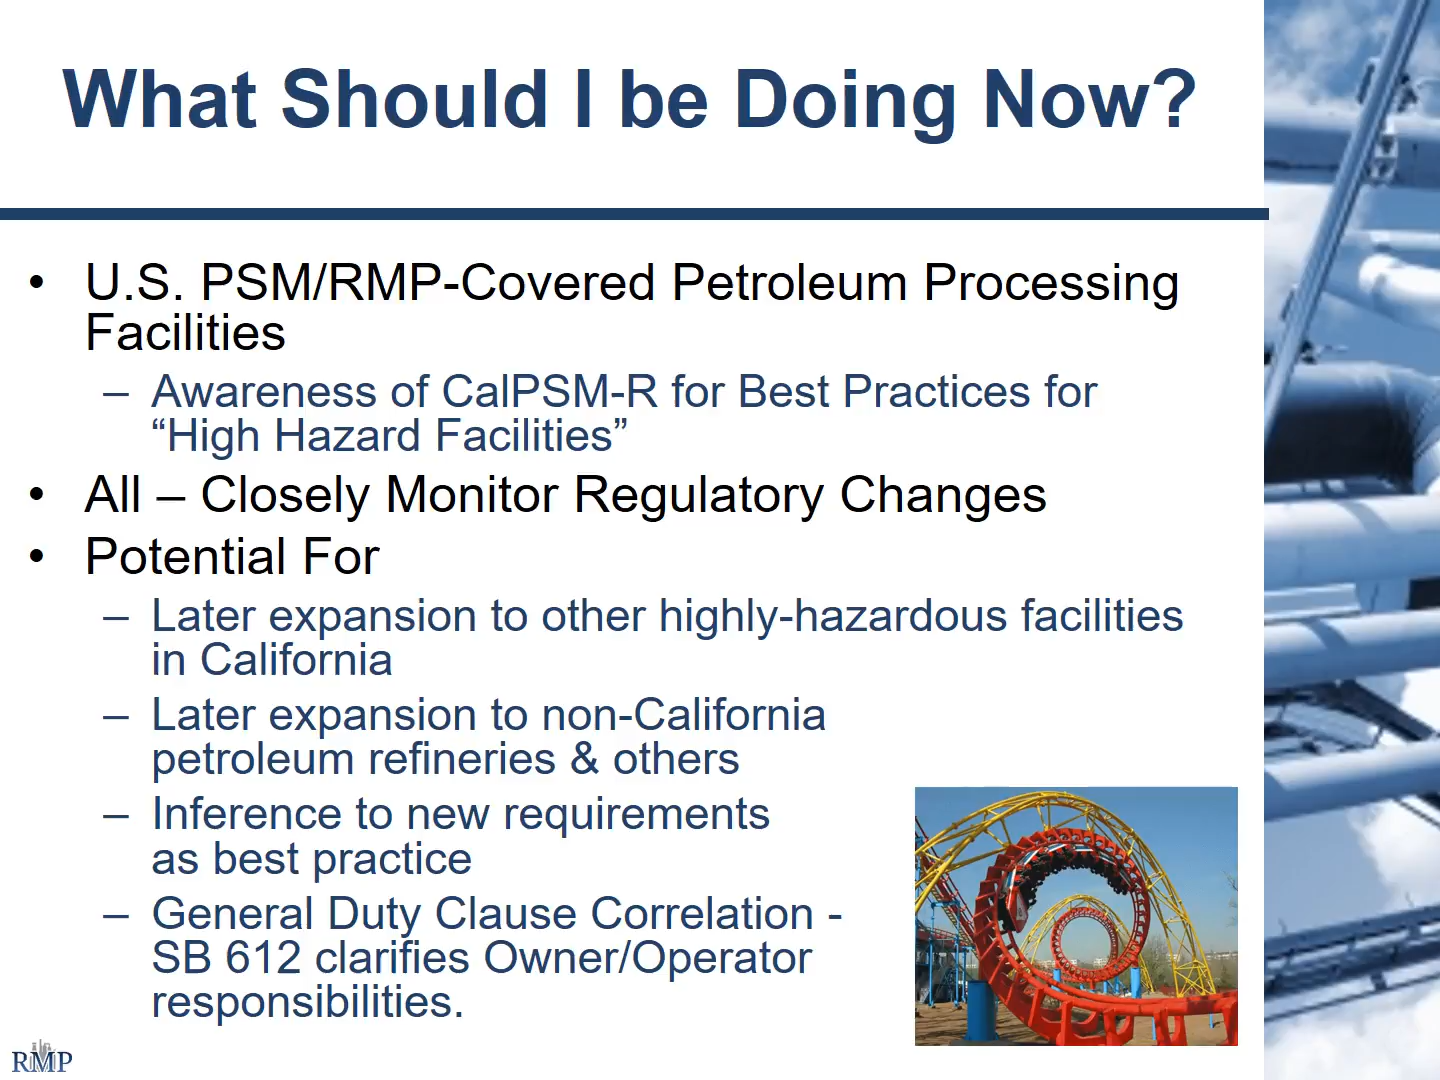 What Should I be Doing Now?
• U.S. PSM/RMP-Covered Petroleum Processing
Facilities
– Awareness of CalPSM-R for Best Practices for
“High Hazard Facilities”
• All – Closely Monitor Regulatory Changes
• Potential For
– Later expansion to other highly-hazardous facilities
in California
– Later expansion to non-California
petroleum refineries & others
– Inference to new requirements
as best practice
– General Duty Clause Correlation -
SB 612 clarifies Owner/Operator
responsibilities.
RMP